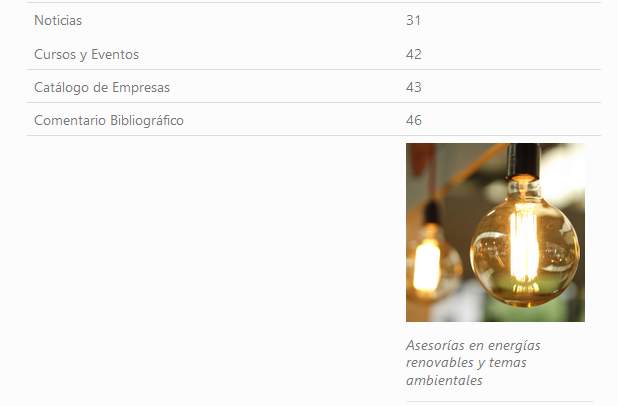 Noticias 31
Cursos y Eventos 42
Catálogo de Empresas 43
Comentario Bibliográfico 46
Asesorías en energías
renovables y temas
ambientales